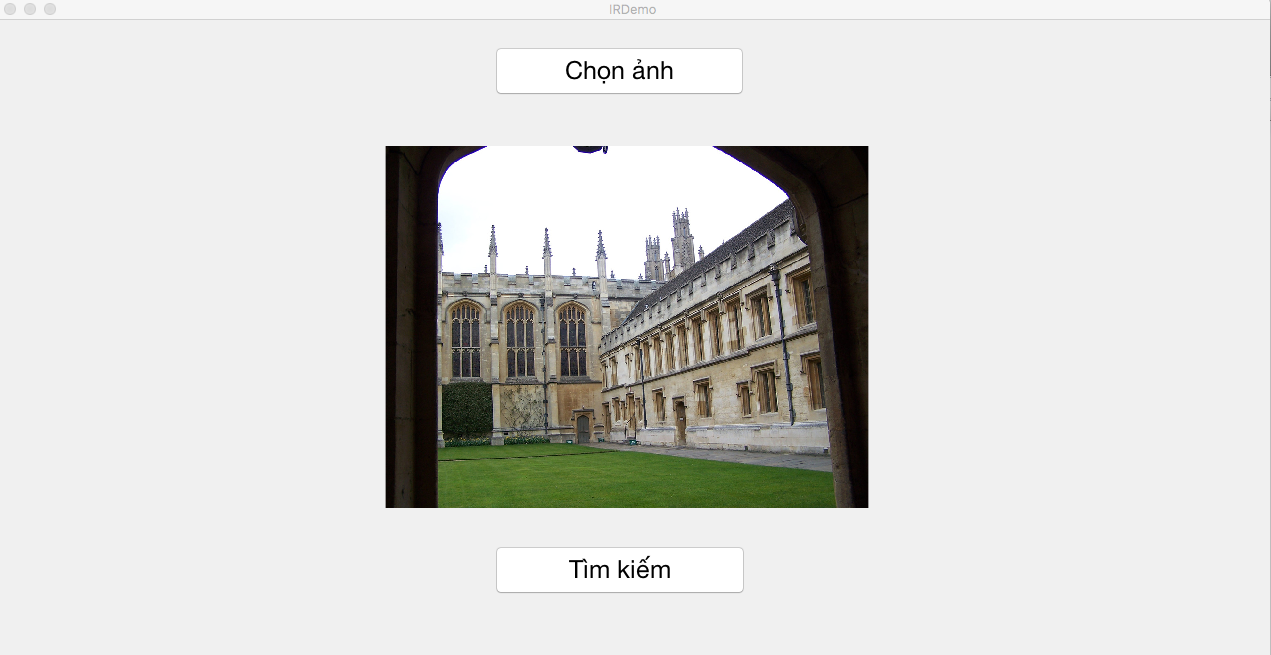 IRDemo
Chọn ảnh
Tìm kiếm